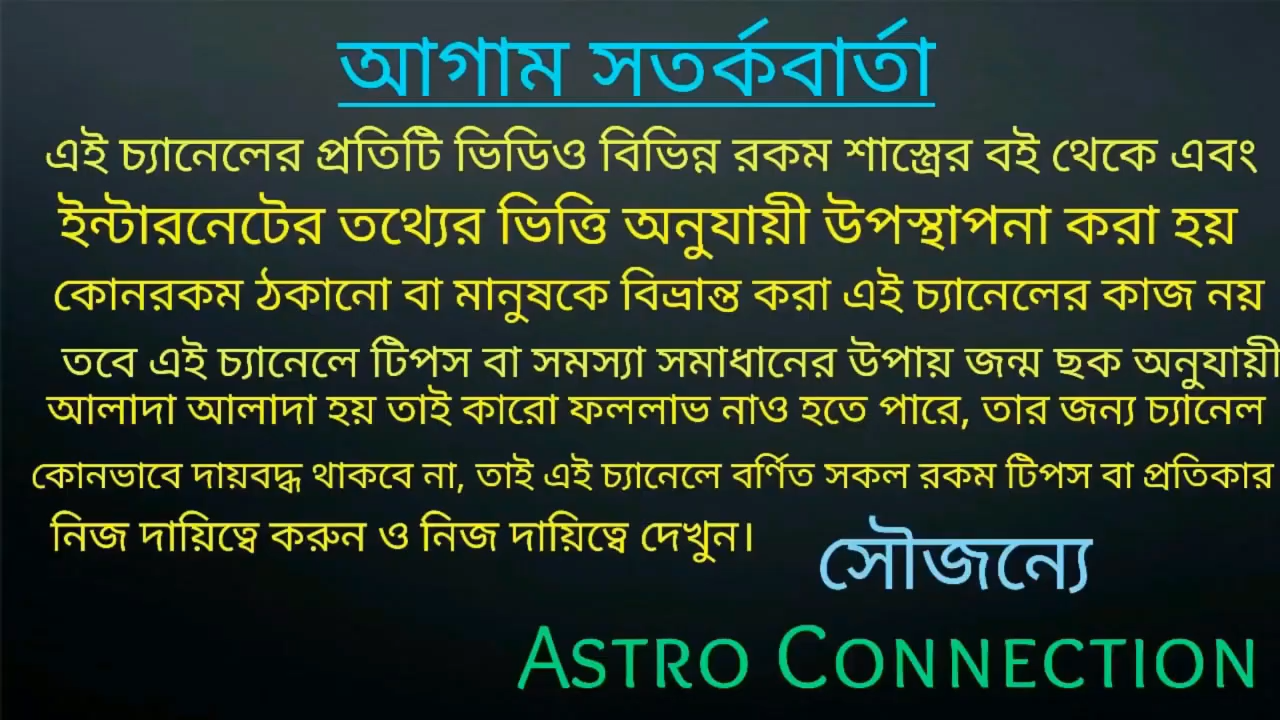 আগাম সতর্কবার্তা
এই চ্যানেলের প্রতিটি ভিডিও বিভিন্ন রকম শাস্ত্রের বই থেকে এবং
ইন্টারনেটের তথ্যের ভিত্তি অনুযায়ী উপস্থাপনা করা হয়
কোনরকম ঠকানো বা মানুষকে বিভ্রান্ত করা এই চ্যানেলের কাজ নয়
তবে এই চ্যানেলে টিপস বা সমস্যা সমাধানের উপায় জন্ম ছক অনুযায়ী
আলাদা আলাদা হয় তাই কারো ফললাভ নাও হতে পারে, তার জন্য চ্যানেল
কোনভাবে দায়বদ্ধ থাকবে না, তাই এই চ্যানেলে বর্ণিত সকল রকম টিপস বা প্রতিকার
নিজ দায়িত্বে করুন ও নিজ দায়িত্বে দেখুন।
সৌজন্যে
Astro Connection